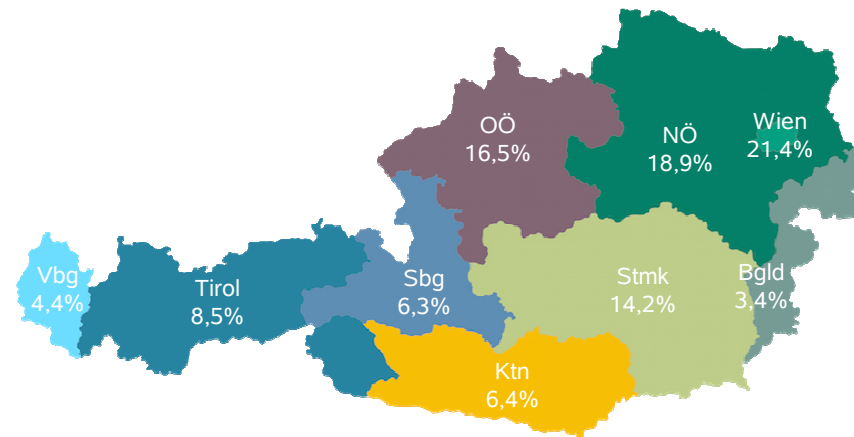 OÖ
16,5%
NÖ
18,9%
Wien
21,4%
Vbg
4,4%
Tirol
8,5%
Sbg
6,3%
Stmk
14,2%
Bgld
3,4%
Ktn
6,4%